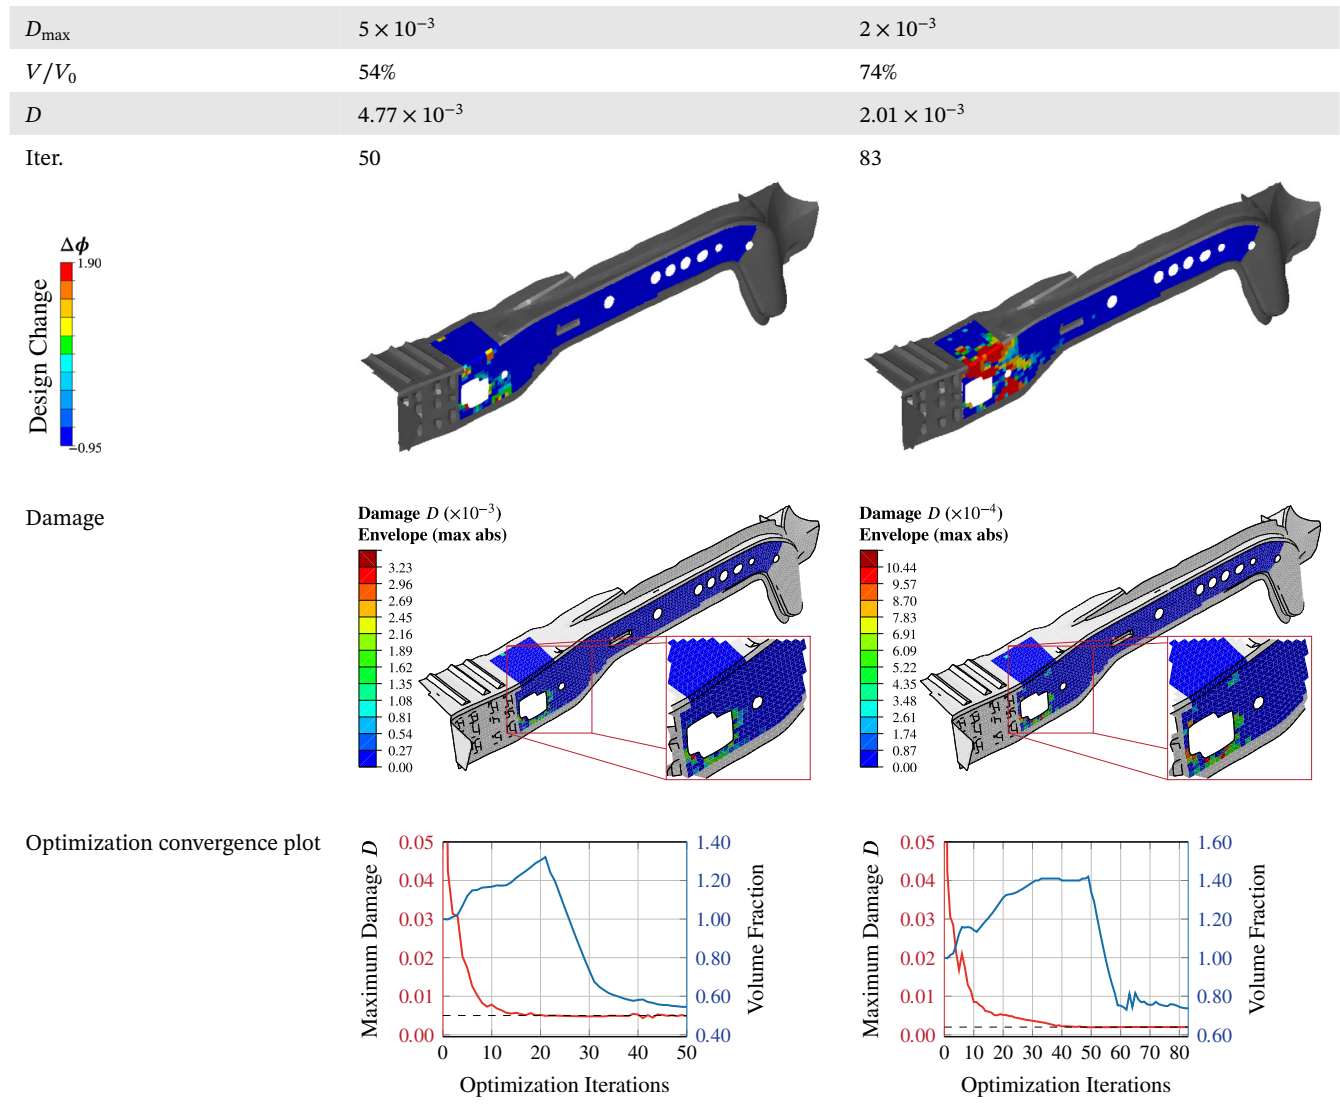 D_max 5 × 10⁻³ 2 × 10⁻³
V/V₀ 54% 74%
D 4.77 × 10⁻³ 2.01 × 10⁻³
Iter. 50 83
Design Change
Δϕ
1.90
−0.95
Damage
Damage D (×10⁻³)
Envelope (max abs)
3.23
2.96
2.69
2.45
2.16
1.89
1.62
1.35
1.08
0.81
0.54
0.27
0.00
Damage D (×10⁻⁴)
Envelope (max abs)
10.44
9.57
8.70
7.83
6.91
6.09
5.22
4.35
3.48
2.61
1.74
0.87
0.00
Optimization convergence plot
Maximum Damage D
0.05
0.04
0.03
0.02
0.01
0.00
1.40
1.20
1.00
0.80
0.60
0.40
Volume Fraction
0 10 20 30 40 50
Optimization Iterations
Maximum Damage D
0.05
0.04
0.03
0.02
0.01
0.00
1.60
1.40
1.20
1.00
0.80
0.60
Volume Fraction
0 10 20 30 40 50 60 70 80
Optimization Iterations